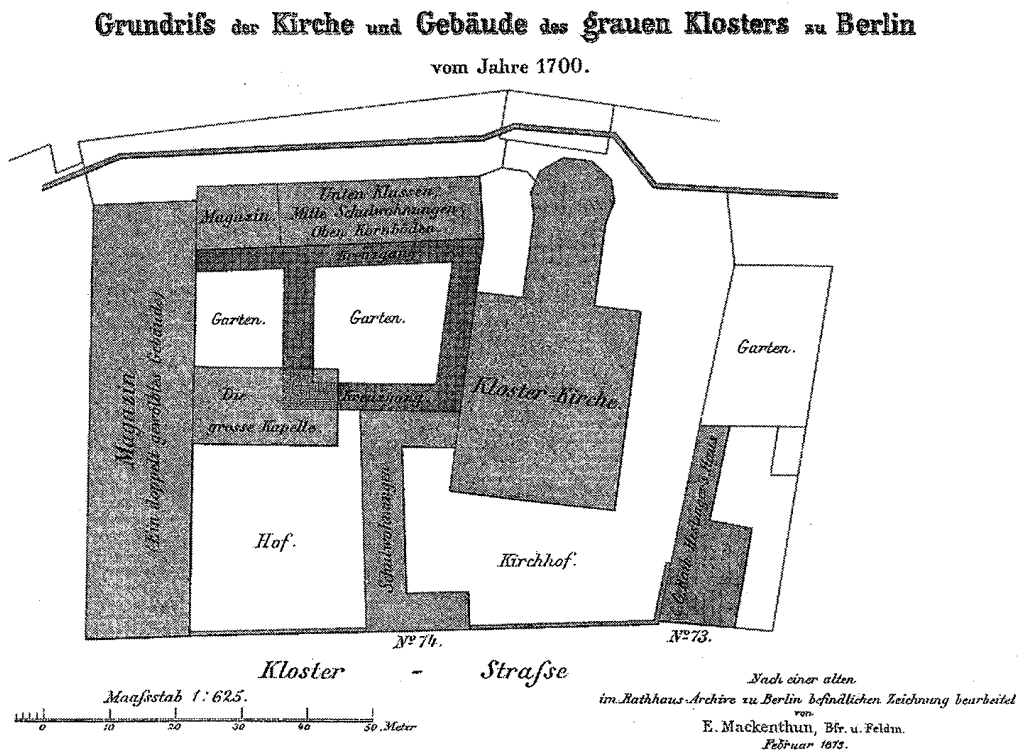 Grundriſs der Kirche und Gebäude des grauen Klosters zu Berlin
vom Jahre 1700.
Magazin.
Unten Klassen
Mitte Schulwohnungen
Oben Kornböden.
Kreuzgang
Garten.
Garten.
Garten.
Magazin
(Ein doppelt gewölbtes Gebäude)
Die
grosse Kapelle.
Kreuzgang.
Kloster-Kirche.
Schulwohnungen
Hof.
Kirchhof.
Haus
No 74.
No 73.
Kloster - Straſse
Maaſsstab 1:625.
0 10 20 30 40 50 Meter
Nach einer alten
im Rathhaus-Archive zu Berlin befindlichen Zeichnung bearbeitet
von
E. Mackenthun, Bfr. u. Feldm.
Februar 1873.